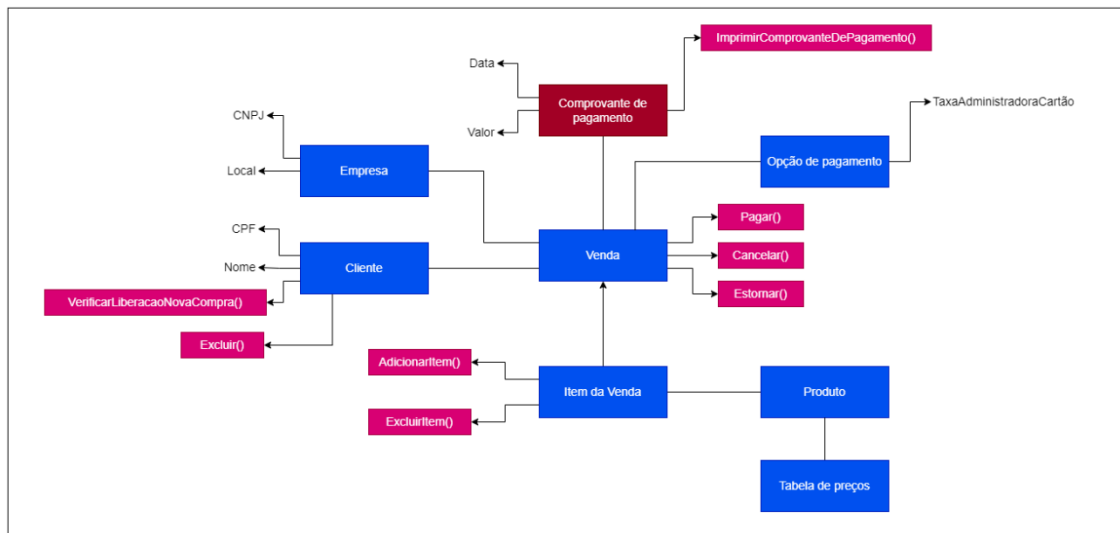 ImprimirComprovanteDePagamento()
Data
Comprovante de
pagamento
TaxaAdministradoraCartão
CNPJ
Valor
Opção de pagamento
Local
Empresa
Pagar()
CPF
Venda
Cancelar()
Nome
Cliente
Estornar()
VerificarLiberacaoNovaCompra()
Excluir()
AdicionarItem()
Item da Venda
Produto
ExcluirItem()
Tabela de preços